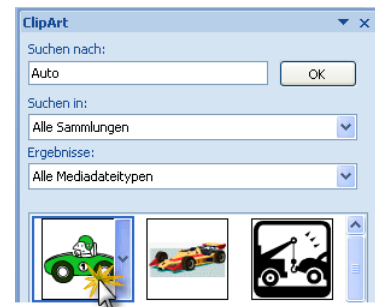 ClipArt
Suchen nach:
Auto
OK
Suchen in:
Alle Sammlungen
Ergebnisse:
Alle Mediadateitypen